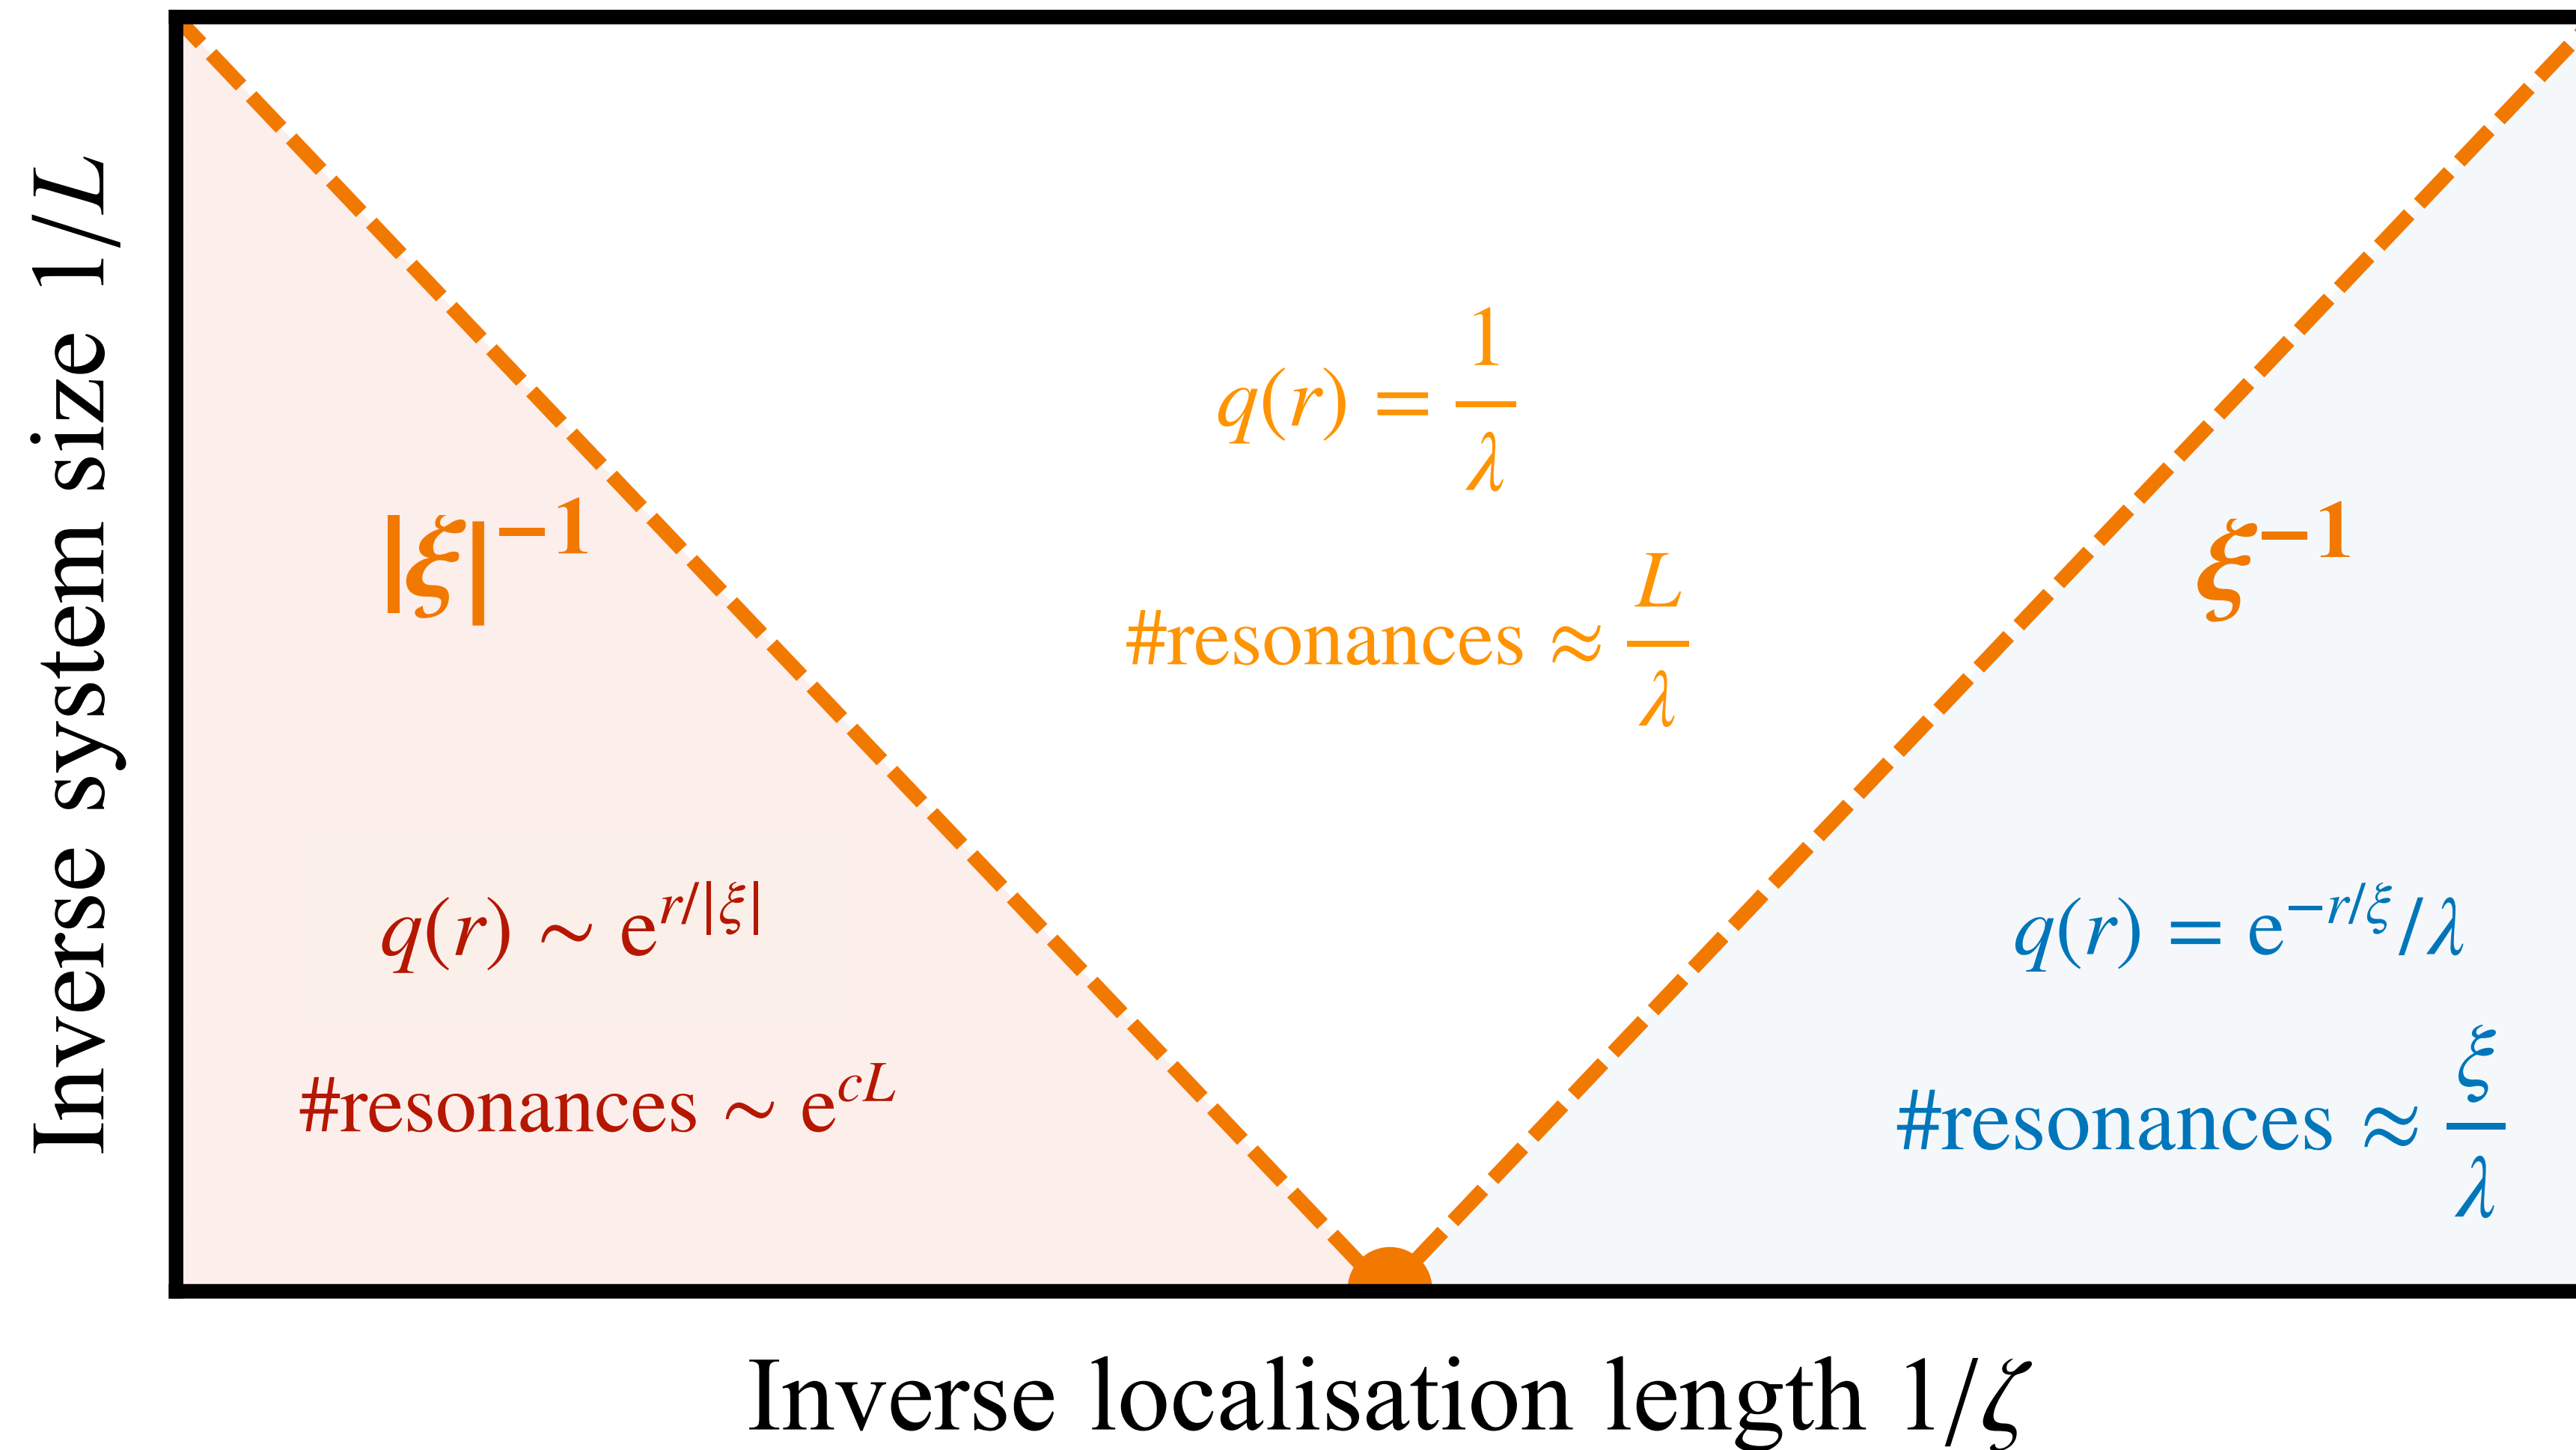 Inverse system size 1/L
|ξ|⁻¹
q(r) ∼ e^{r/|ξ|}
#resonances ∼ e^{cL}
q(r) = 1/λ
#resonances ≈ L/λ
ξ⁻¹
q(r) = e^{−r/ξ}/λ
#resonances ≈ ξ/λ
Inverse localisation length 1/ζ